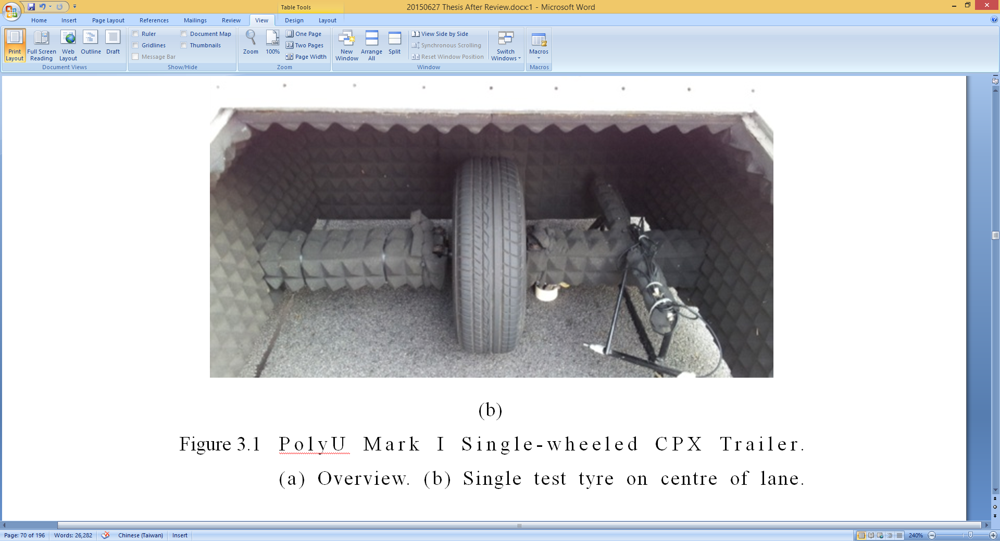 Table Tools
20150627 Thesis After Review.docx:1 - Microsoft Word
Home Insert Page Layout References Mailings Review View Design Layout
Print Layout
Full Screen Reading
Web Layout
Outline
Draft
Document Views
Ruler
Gridlines
Message Bar
Document Map
Thumbnails
Show/Hide
Zoom
100%
One Page
Two Pages
Page Width
Zoom
New Window
Arrange All
Split
View Side by Side
Synchronous Scrolling
Reset Window Position
Switch Windows
Window
Macros
Macros
(b)
Figure 3.1 PolyU Mark I Single-wheeled CPX Trailer.
(a) Overview. (b) Single test tyre on centre of lane.
Page: 70 of 196 Words: 26,282 Chinese (Taiwan) Insert 240%